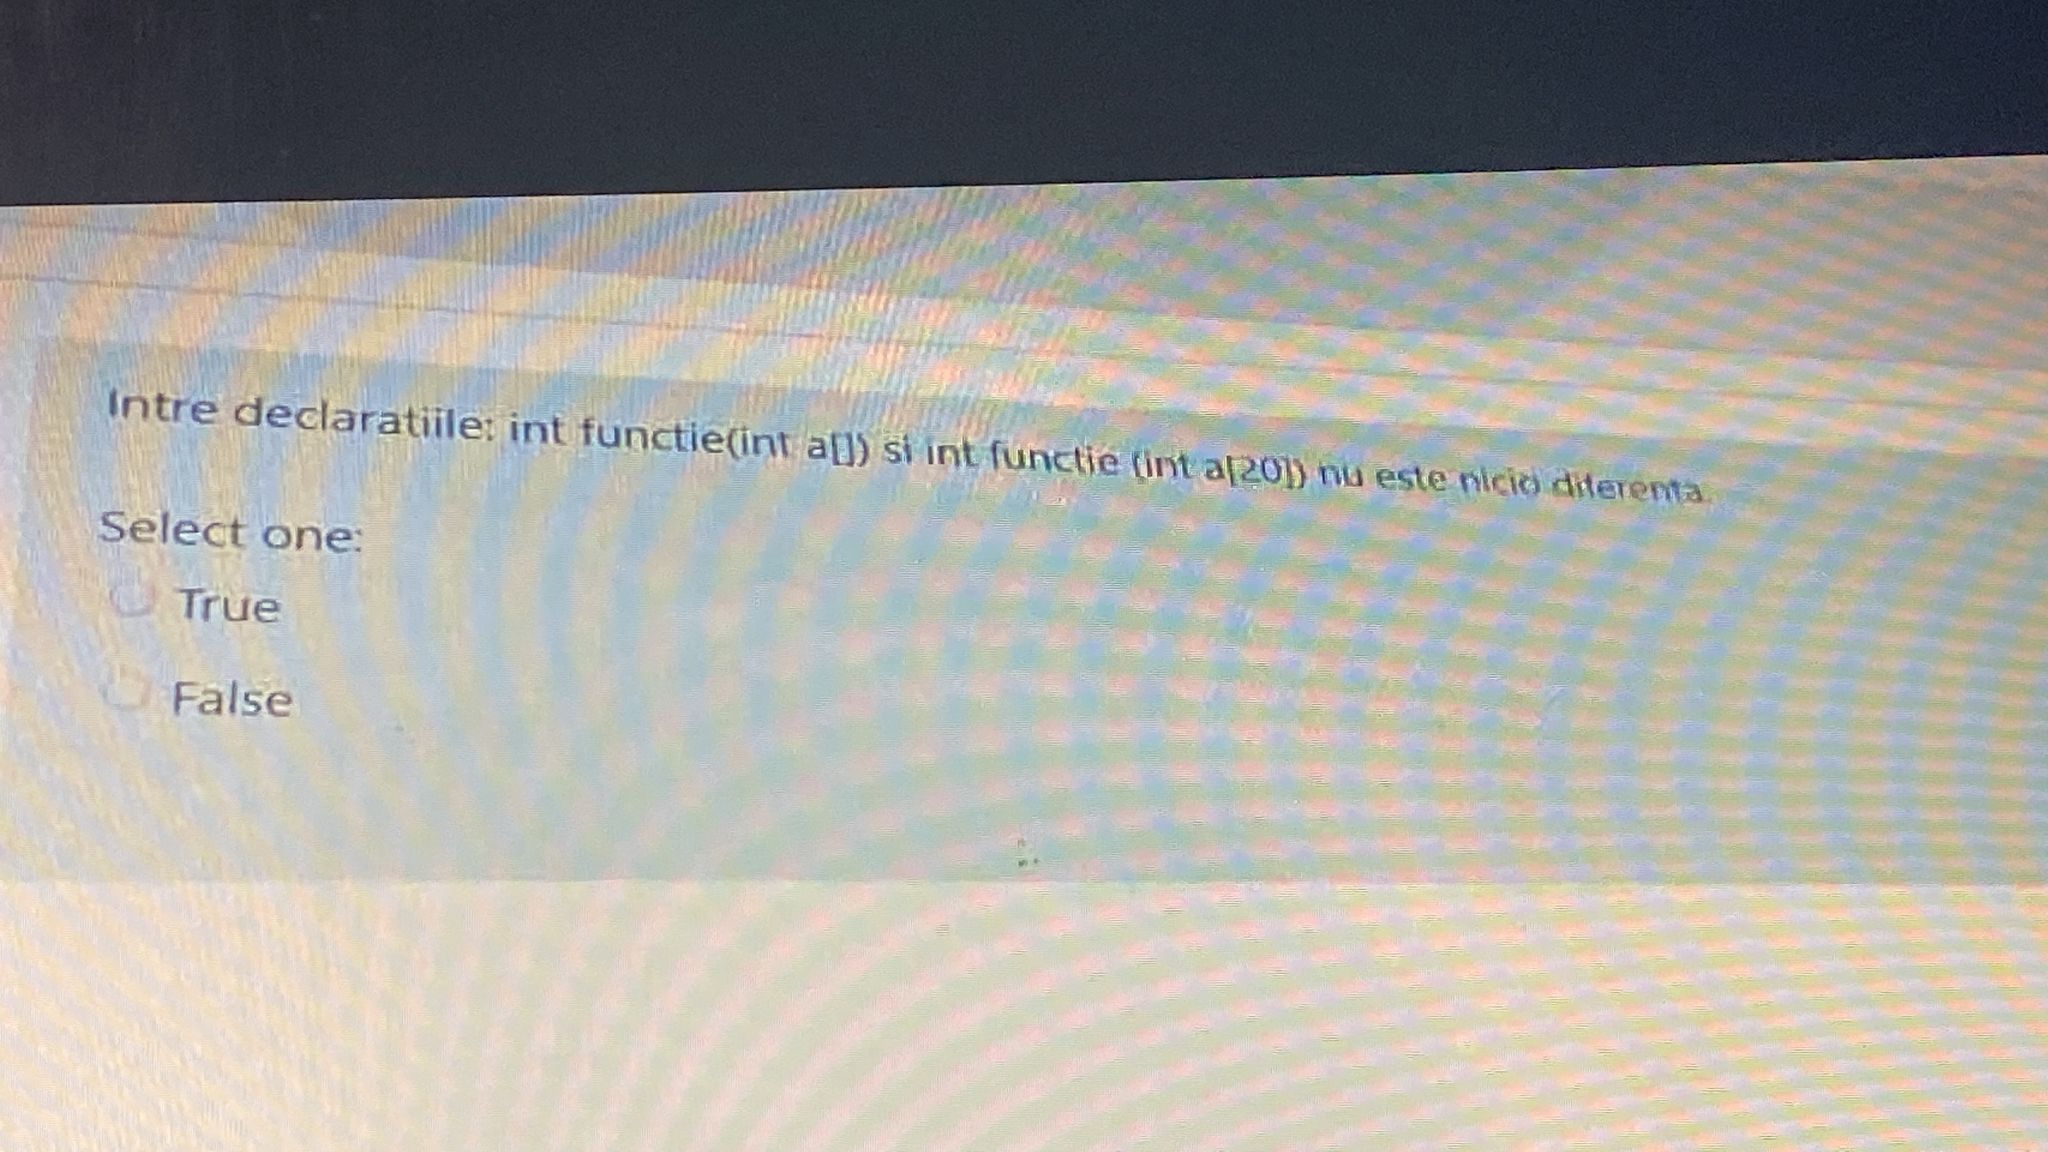 Intre declaratiile: int functie(int a[]) si int functie (int a[20]) nu este nicio diferenta.
Select one:
True
False